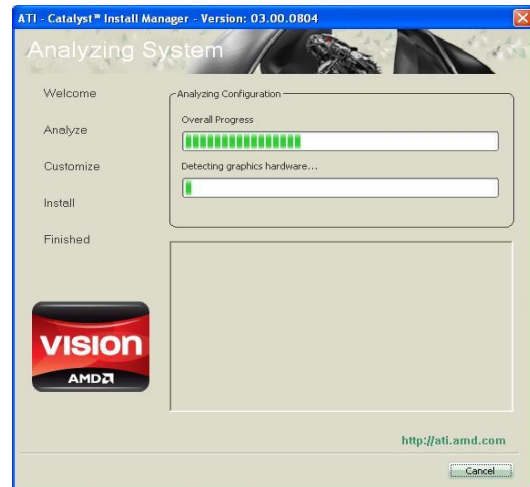 ATI - Catalyst™ Install Manager - Version: 03.00.0804
Analyzing System
Welcome
Analyze
Customize
Install
Finished
Analyzing Configuration
Overall Progress
Detecting graphics hardware...
VISION
AMD
http://ati.amd.com
Cancel